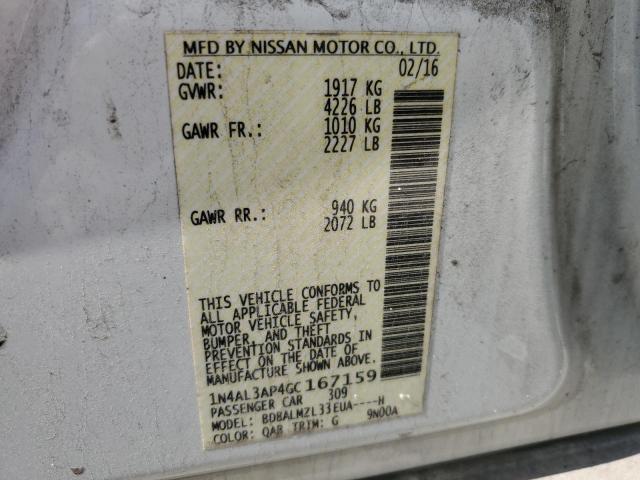 MFD BY NISSAN MOTOR CO., LTD.
DATE: 02/16
GVWR: 1917 KG
4226 LB
GAWR FR.: 1010 KG
2227 LB
GAWR RR.: 940 KG
2072 LB
THIS VEHICLE CONFORMS TO
ALL APPLICABLE FEDERAL
MOTOR VEHICLE SAFETY,
BUMPER, AND THEFT
PREVENTION STANDARDS IN
EFFECT ON THE DATE OF
MANUFACTURE SHOWN ABOVE.
1N4AL3AP4GC167159
PASSENGER CAR 309
MODEL: BDBALMZL33EUA----H
COLOR: QAB TRIM: G 9N00A